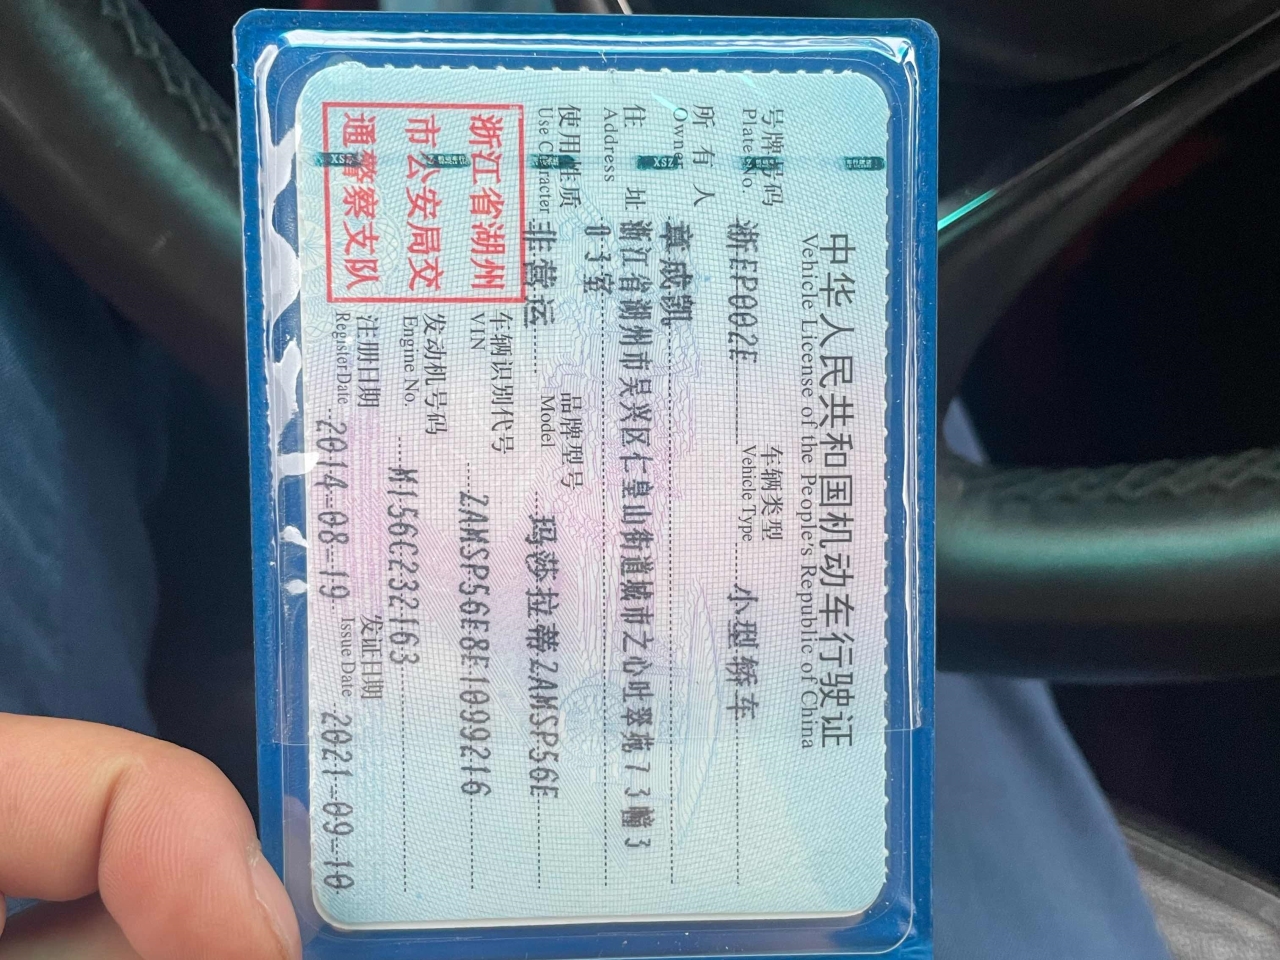 中华人民共和国机动车行驶证
Vehicle License of the People's Republic of China
号牌号码
Plate No.
浙EP002E
车辆类型
Vehicle Type
小型轿车
所有人
Owner
章成凯
住址
Address
浙江省湖州市吴兴区仁皇山街道城市之心吐翠苑73幢3
03室
使用性质
Use Character
非营运
品牌型号
Model
玛莎拉蒂ZAMSP56E
浙江省湖州
市公安局交
通警察支队
车辆识别代号
VIN
ZAMSP56E8E1099216
发动机号码
Engine No.
M156C232163
注册日期
Register Date
2014-08-19
发证日期
Issue Date
2021-09-10